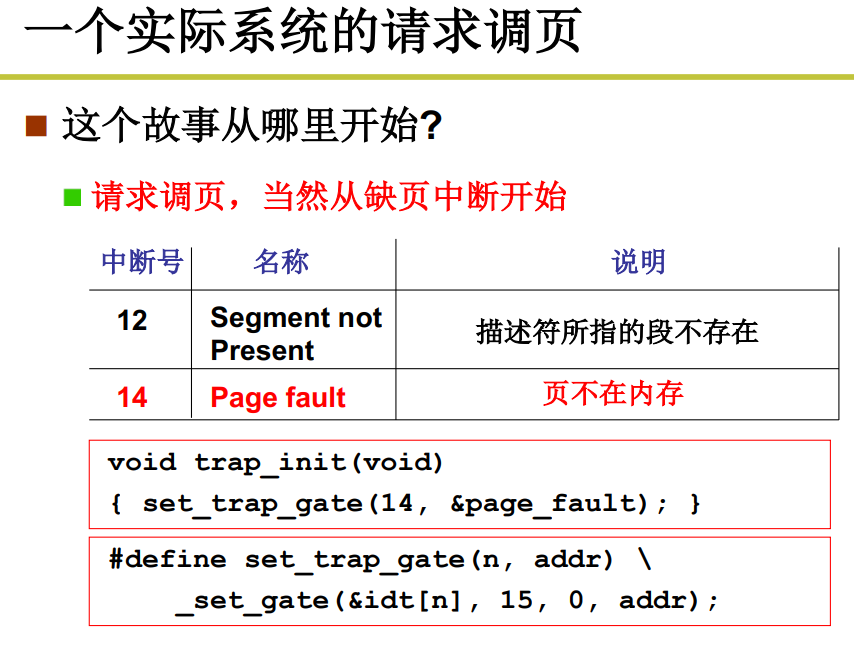 一个实际系统的请求调页
这个故事从哪里开始?
请求调页，当然从缺页中断开始
中断号 名称 说明
12 Segment not Present 描述符所指的段不存在
14 Page fault 页不在内存
void trap_init(void)
{ set_trap_gate(14, &page_fault); }
#define set_trap_gate(n, addr) \
_set_gate(&idt[n], 15, 0, addr);